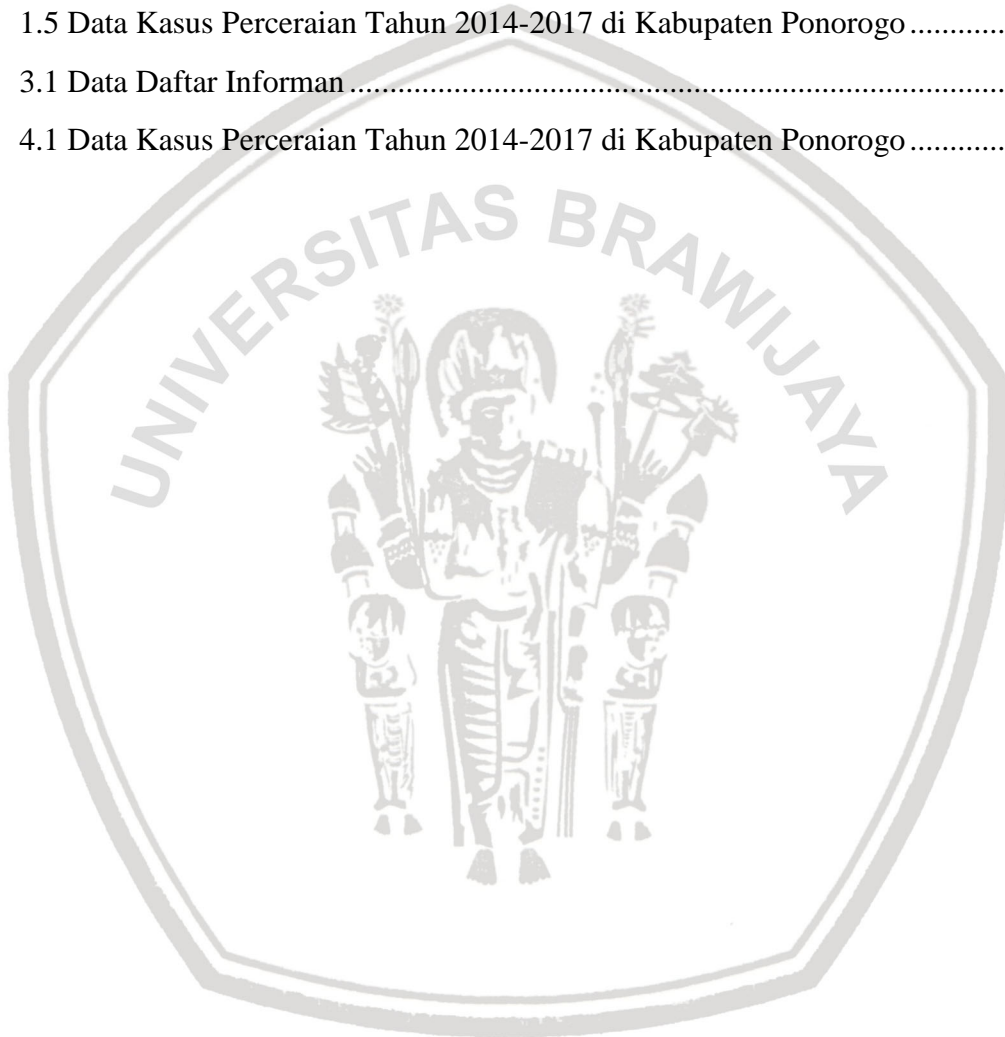 1.5 Data Kasus Perceraian Tahun 2014-2017 di Kabupaten Ponorogo ............
3.1 Data Daftar Informan ....................................................................................
4.1 Data Kasus Perceraian Tahun 2014-2017 di Kabupaten Ponorogo ............
UNIVERSITAS BRAWIJAYA